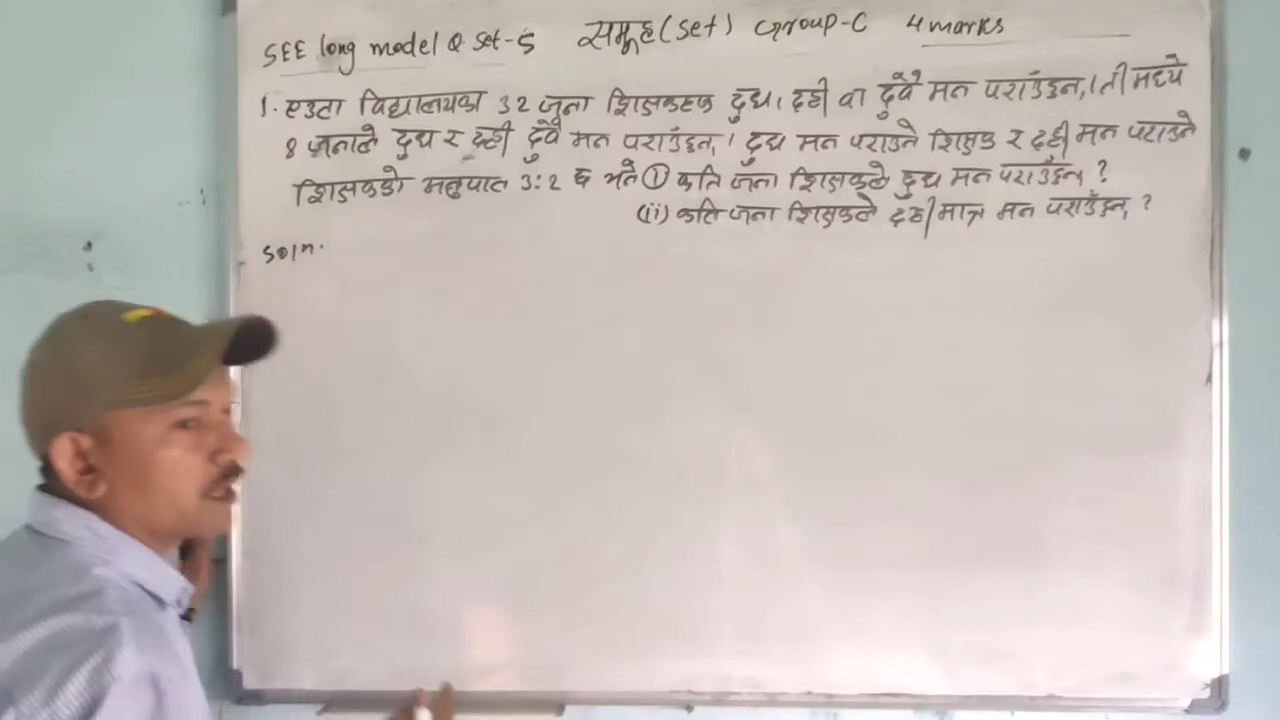 SEE long model Q Set-5 समूह (Set) Group-C 4 marks
1. एउटा विद्यालयका 32 जना शिक्षकहरू दुध, दही वा दुवै मन पराउँछन् । ती मध्ये
8 जनाले दुध र दही दुवै मन पराउँछन् । दुध मन पराउने शिक्षक र दही मन पराउने
शिक्षकको अनुपात 3:2 छ भने (i) कति जना शिक्षकले दुध मन पराउँछन् ?
(ii) कति जना शिक्षकले दही मात्र मन पराउँछन् ?
Soln.